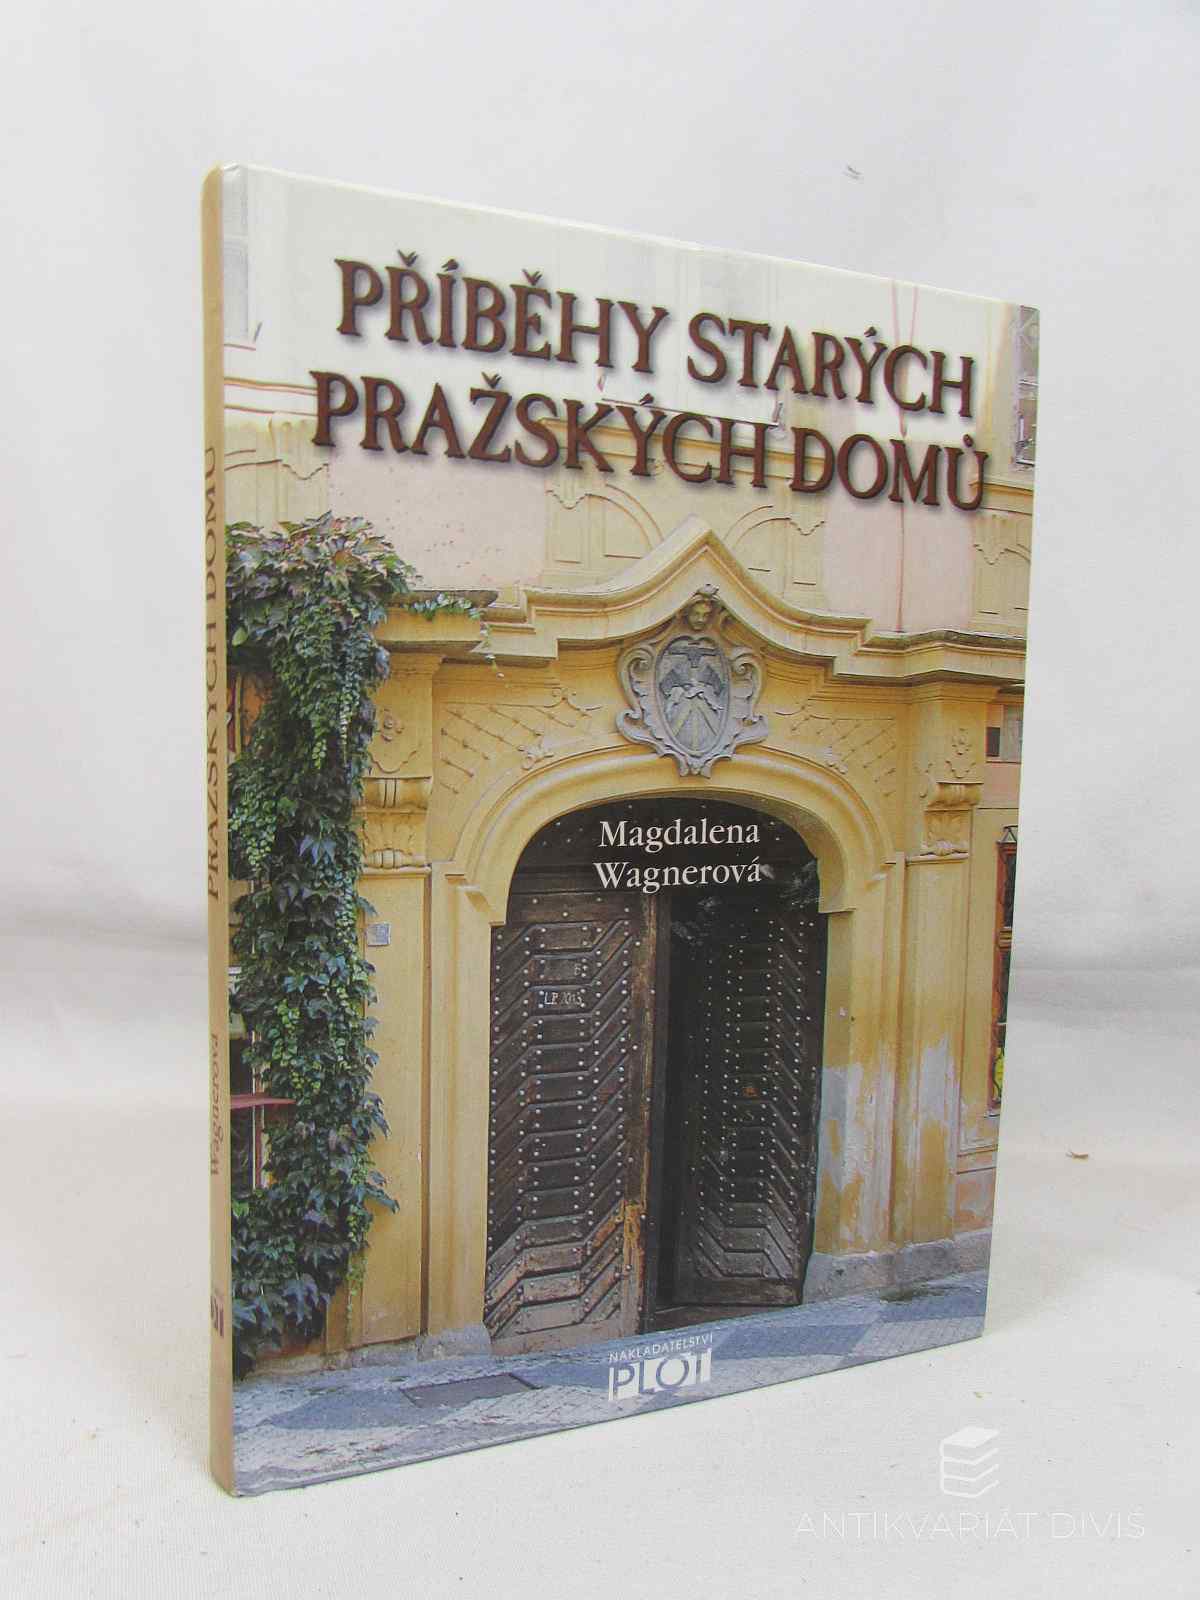 PŘÍBĚHY STARÝCH
PRAŽSKÝCH DOMŮ
Magdalena
Wagnerová
NAKLADATELSTVÍ
PLOT
PRAŽSKÝCH DOMŮ
Wagnerová
ANTIKVARIÁT DIVIŠ